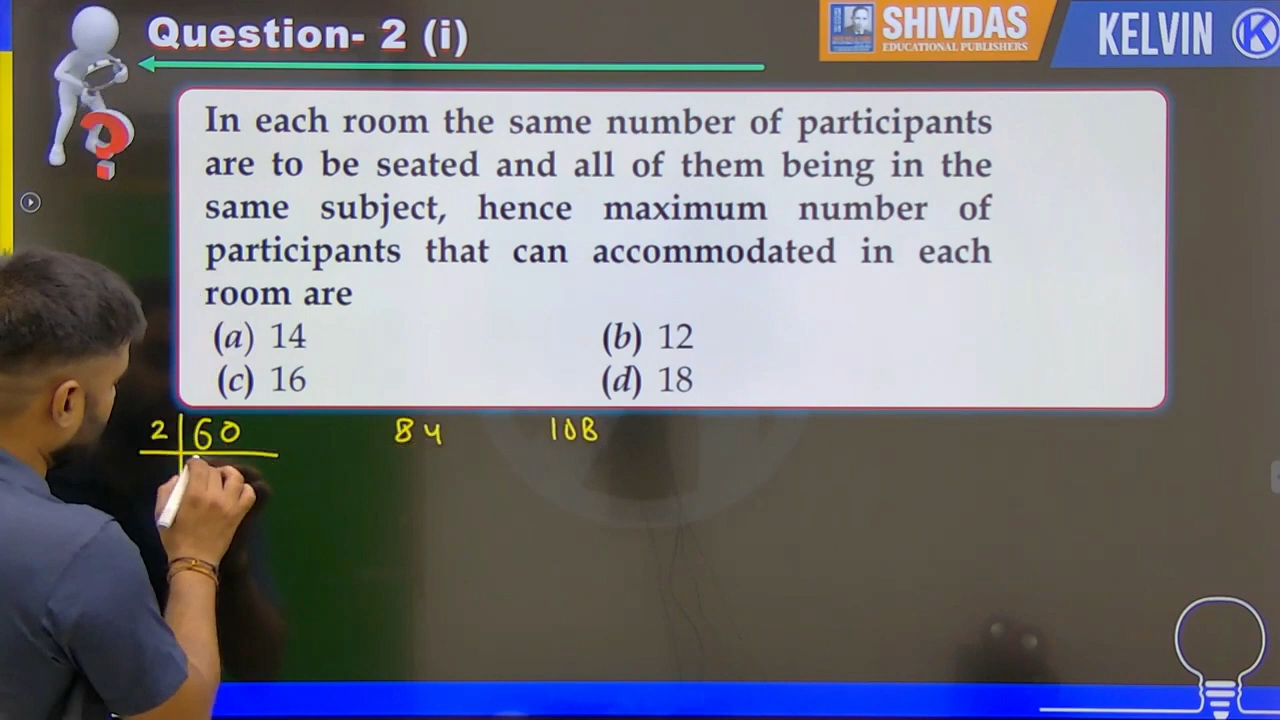 Question- 2 (i)
SHIVDAS
EDUCATIONAL PUBLISHERS
KELVIN
K
In each room the same number of participants
are to be seated and all of them being in the
same subject, hence maximum number of
participants that can accommodated in each
room are
(a) 14 (b) 12
(c) 16 (d) 18
2 60 84 108